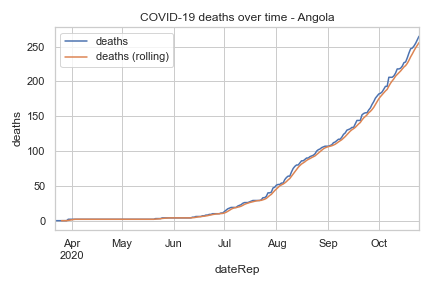 COVID-19 deaths over time - Angola
deaths
deaths (rolling)
250
200
150
100
50
0
deaths
Apr
2020
May
Jun
Jul
Aug
Sep
Oct
dateRep